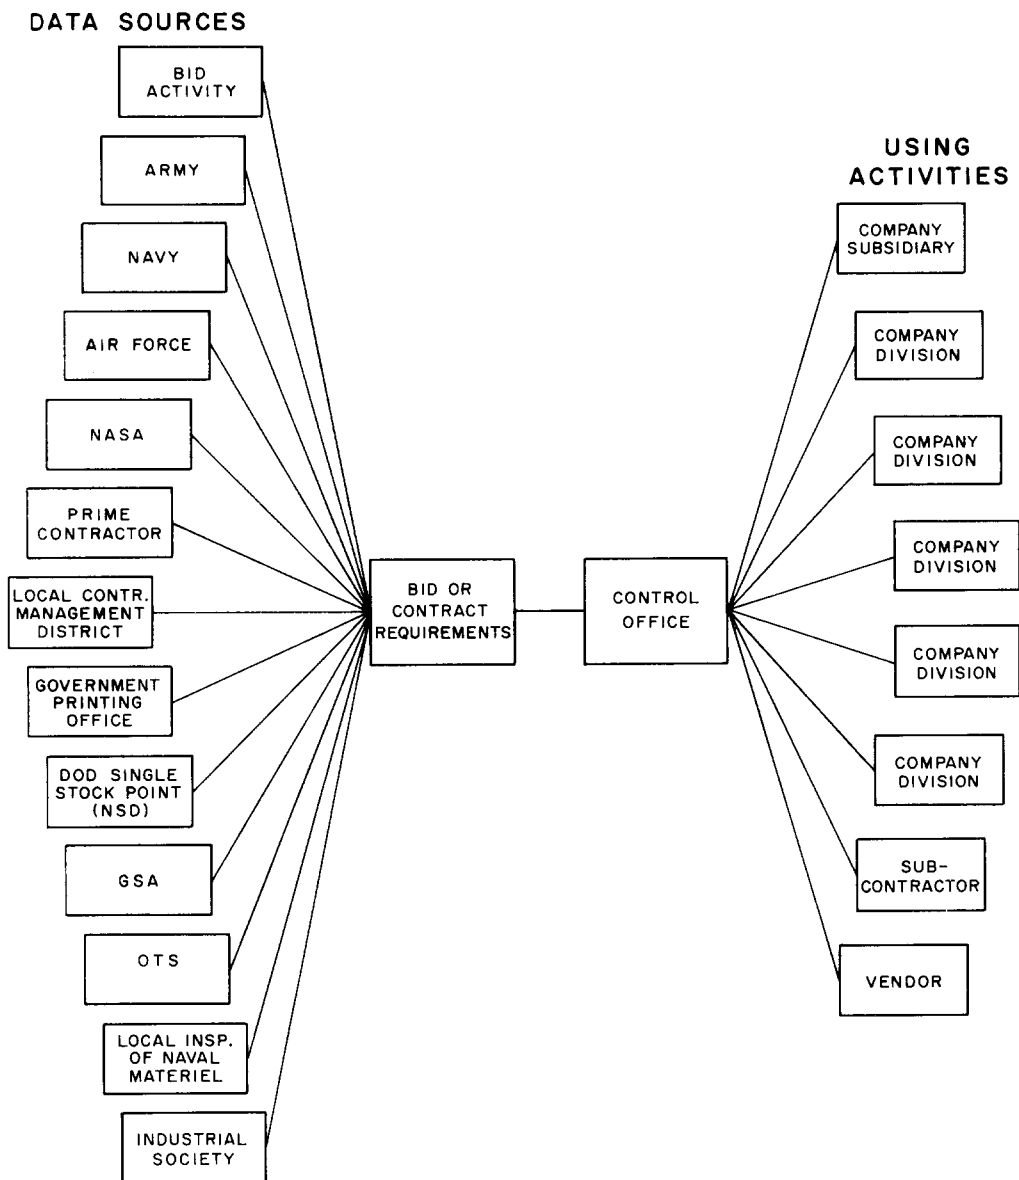 DATA SOURCES
BID
ACTIVITY
ARMY
NAVY
AIR FORCE
NASA
PRIME
CONTRACTOR
LOCAL CONTR.
MANAGEMENT
DISTRICT
GOVERNMENT
PRINTING
OFFICE
DOD SINGLE
STOCK POINT
(NSD)
GSA
OTS
LOCAL INSP.
OF NAVAL
MATERIEL
INDUSTRIAL
SOCIETY
BID OR
CONTRACT
REQUIREMENTS
CONTROL
OFFICE
USING
ACTIVITIES
COMPANY
SUBSIDIARY
COMPANY
DIVISION
COMPANY
DIVISION
COMPANY
DIVISION
COMPANY
DIVISION
COMPANY
DIVISION
SUB-
CONTRACTOR
VENDOR